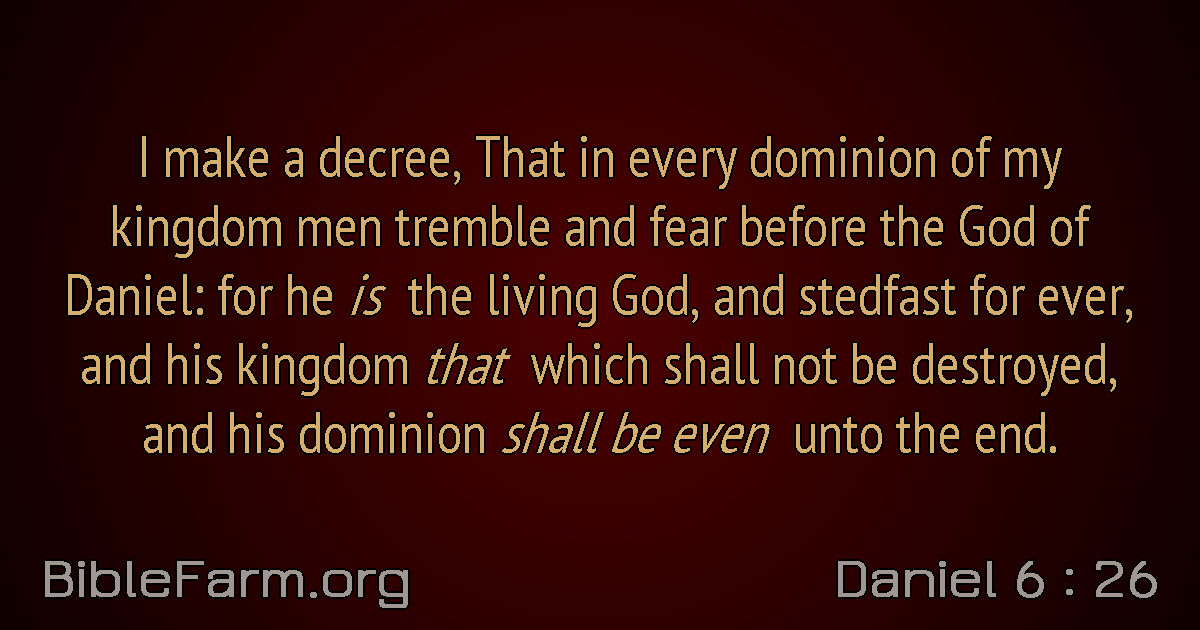 I make a decree, That in every dominion of my
kingdom men tremble and fear before the God of
Daniel: for he is the living God, and stedfast for ever,
and his kingdom that which shall not be destroyed,
and his dominion shall be even unto the end.
BibleFarm.org
Daniel 6 : 26